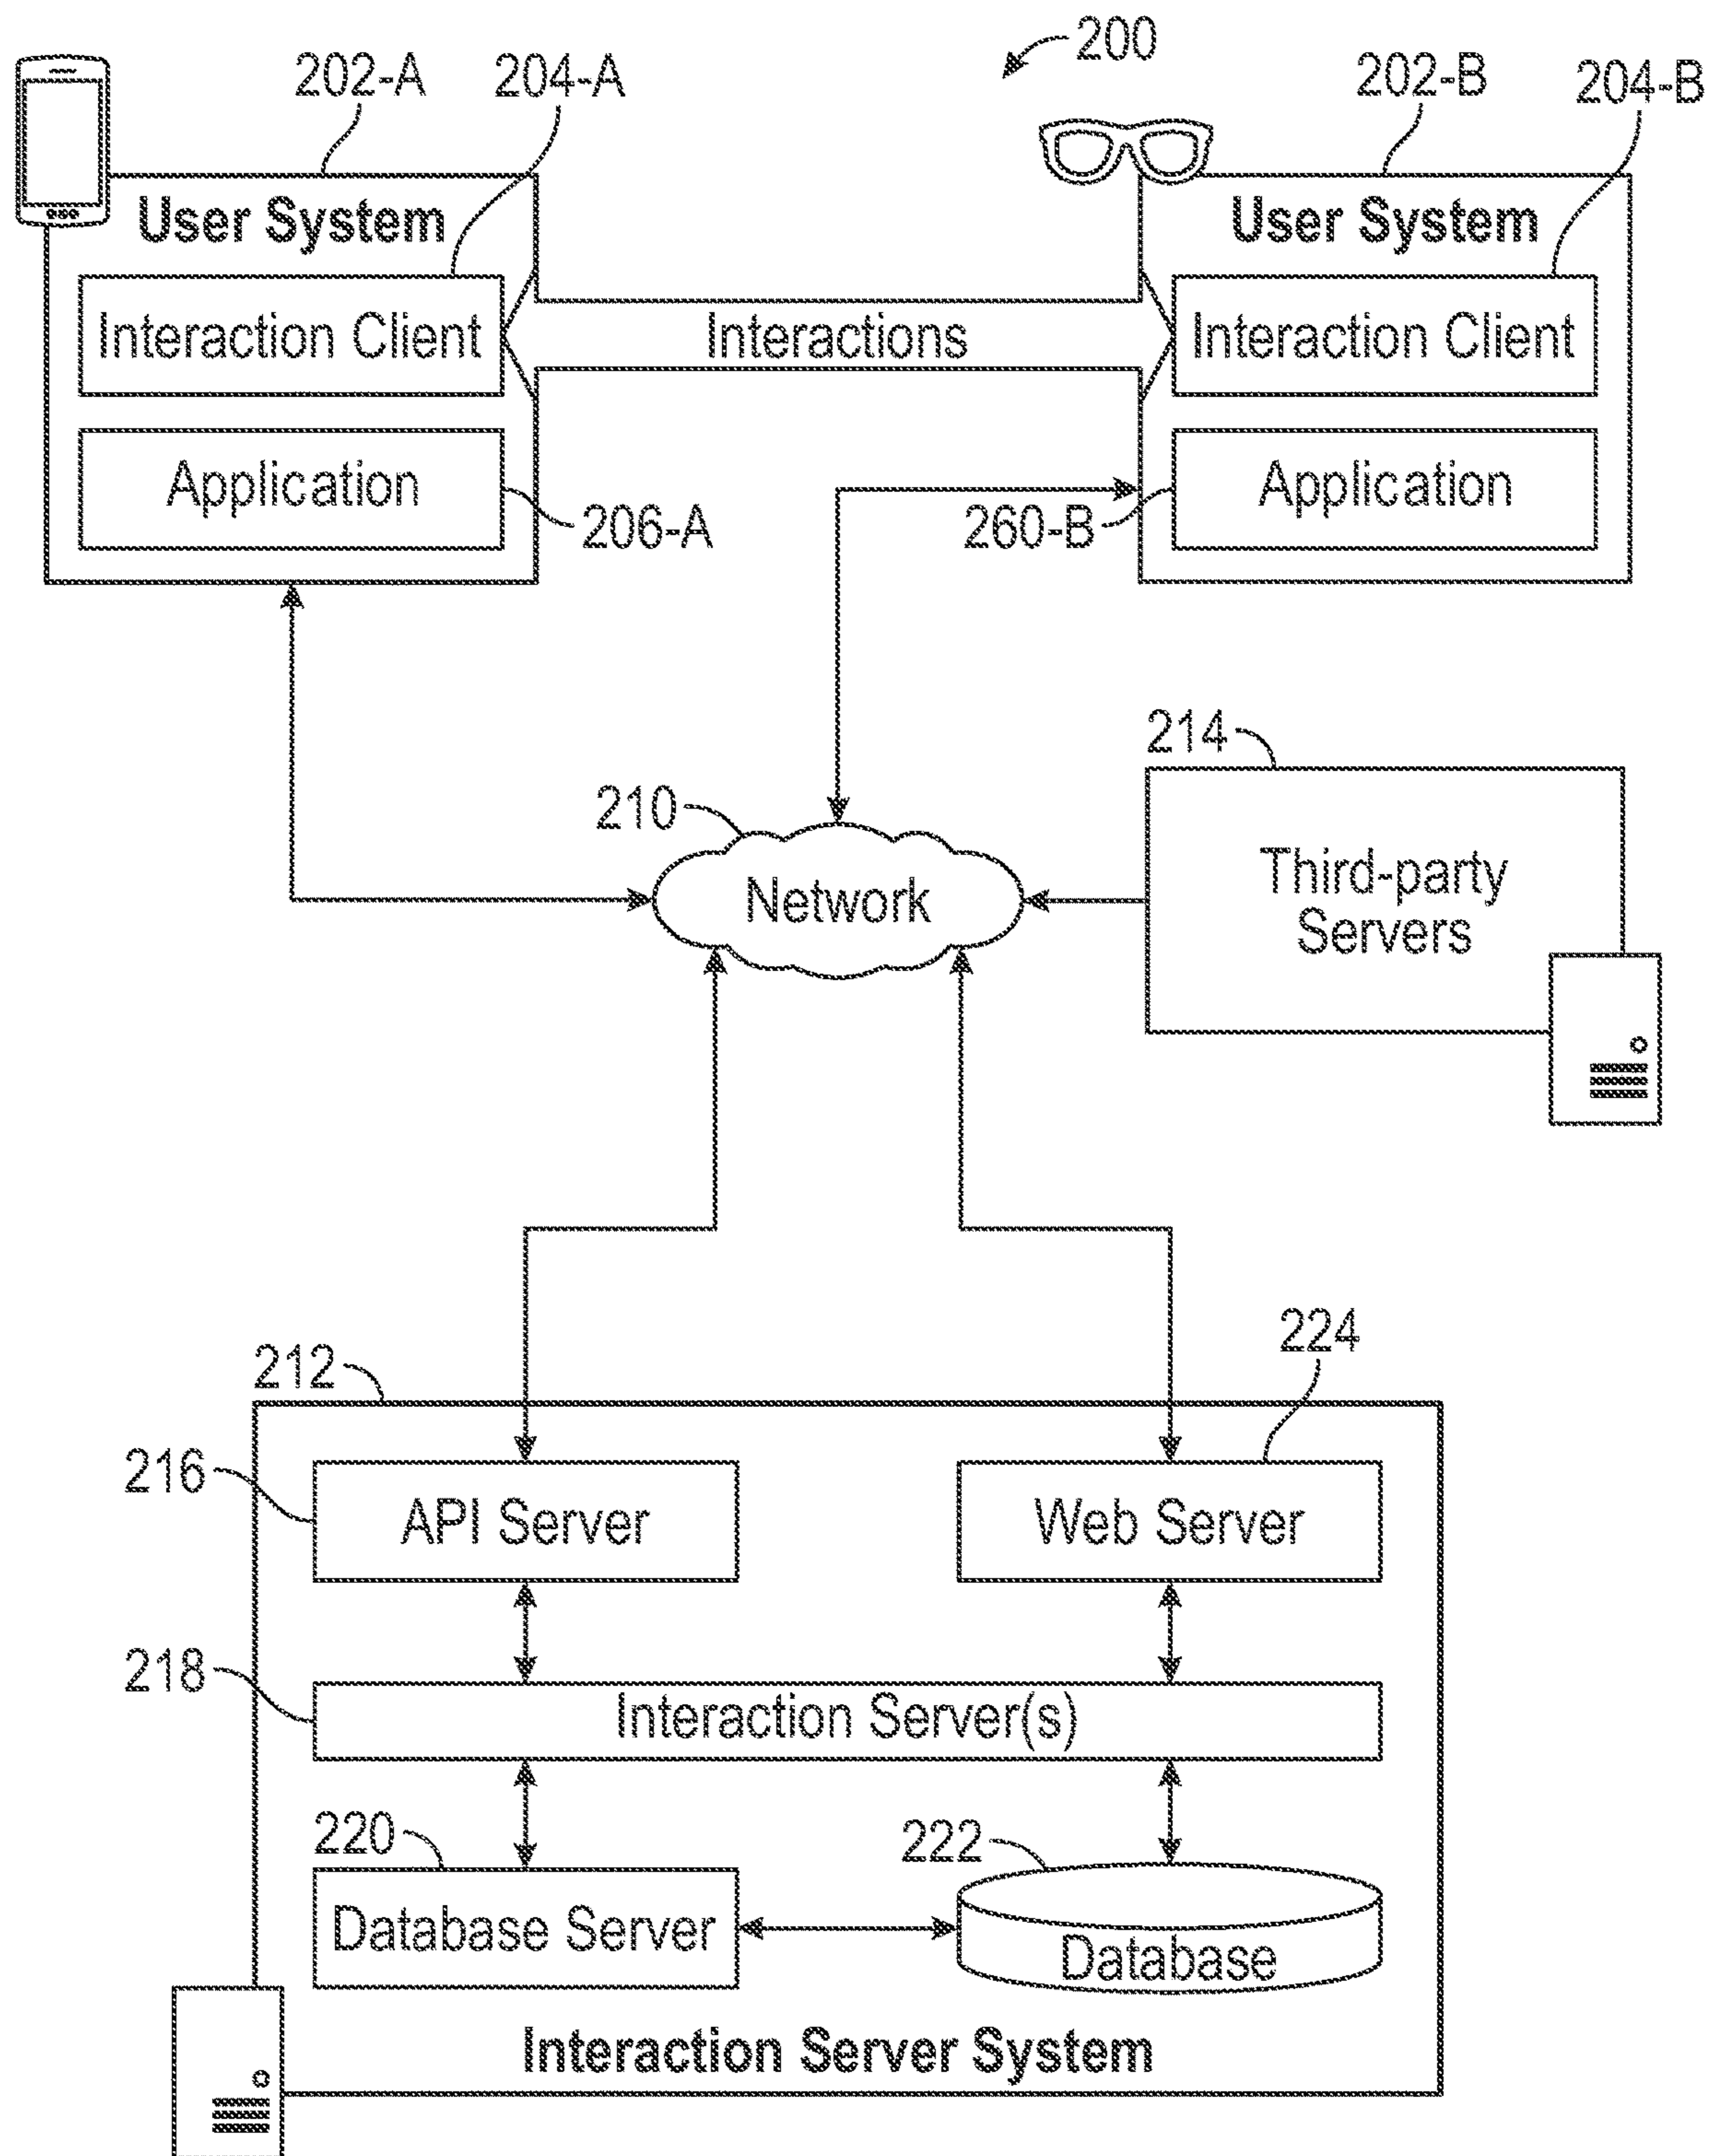 200
202-A
204-A
202-B
204-B
User System
User System
Interaction Client
Interactions
Interaction Client
Application
Application
206-A
260-B
214
210
Network
Third-party
Servers
224
212
216
API Server
Web Server
218
Interaction Server(s)
220
222
Database Server
Database
Interaction Server System